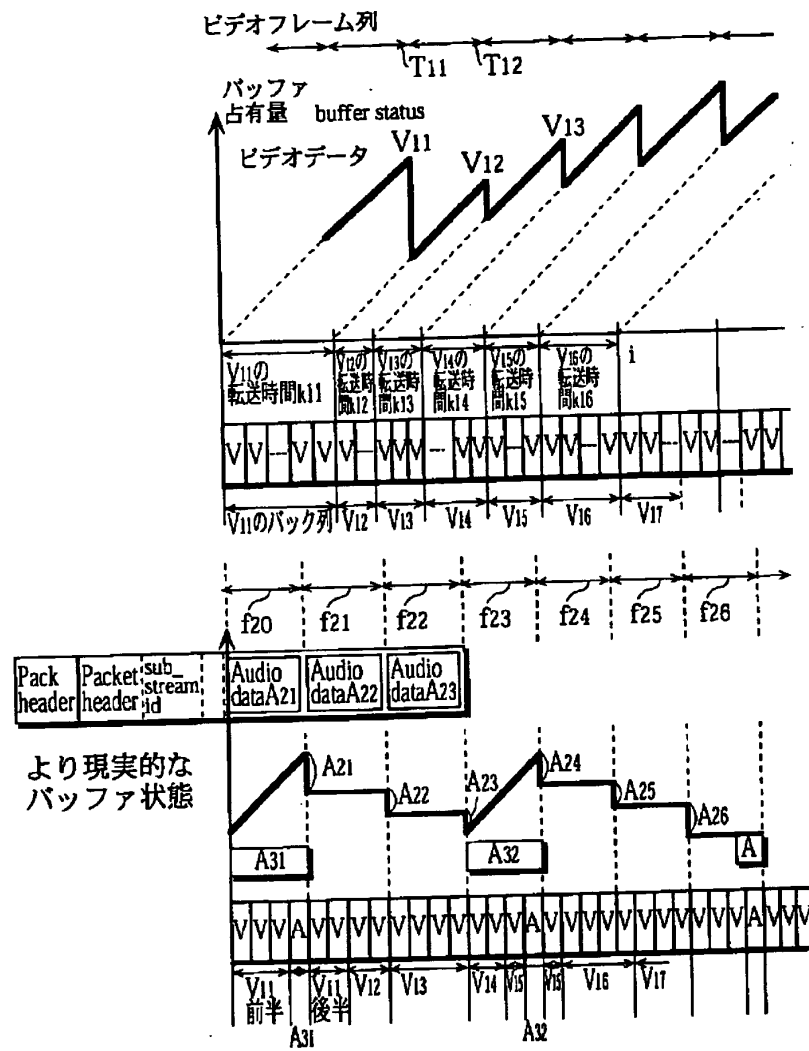 ビデオフレーム列
T11 T12
バッファ
占有量 buffer status
ビデオデータ
V11
V12
V13
V11の
転送時間k11
V12の
転送時
間k12
V13の
転送時
間k13
V14の
転送時
間k14
V15の
転送時
間k15
V16の
転送時
間k16
i
V V --- V V V --- V V V --- V V V --- V V V --- V V V --- V V --- V V
V11のパック列 V12 V13 V14 V15 V16 V17
f20 f21 f22 f23 f24 f25 f26
Pack
header
Packet
header
sub_
stream
id
Audio
dataA21
Audio
dataA22
Audio
dataA23
より現実的な
バッファ状態
A21
A22
A23
A24
A25
A26
A31
A32
A
V V V A V V V V V V V V V V V A V V V V V V V V V V V A V V V
V11
前半
V11
後半
V12 V13 V14 V15 V15 V16 V17
A31
A32